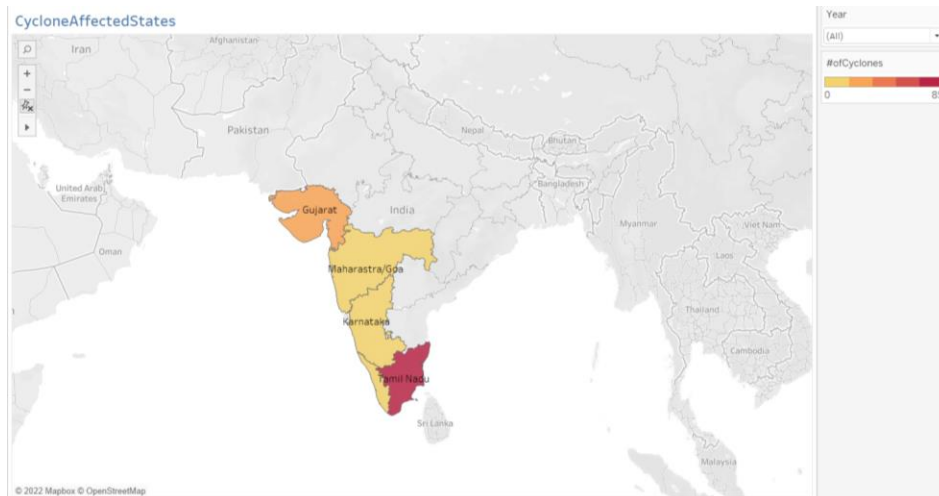 CycloneAffectedStates
Year
(All)
#ofCyclones
0
Iran
Afghanistan
Pakistan
Nepal
Bhutan
Bangladesh
United Arab
Emirates
Oman
India
Myanmar
Viet Nam
Laos
Thailand
Cambodia
Gujarat
Maharastra/Goa
Karnataka
Tamil Nadu
Sri Lanka
Malaysia
© 2022 Mapbox © OpenStreetMap